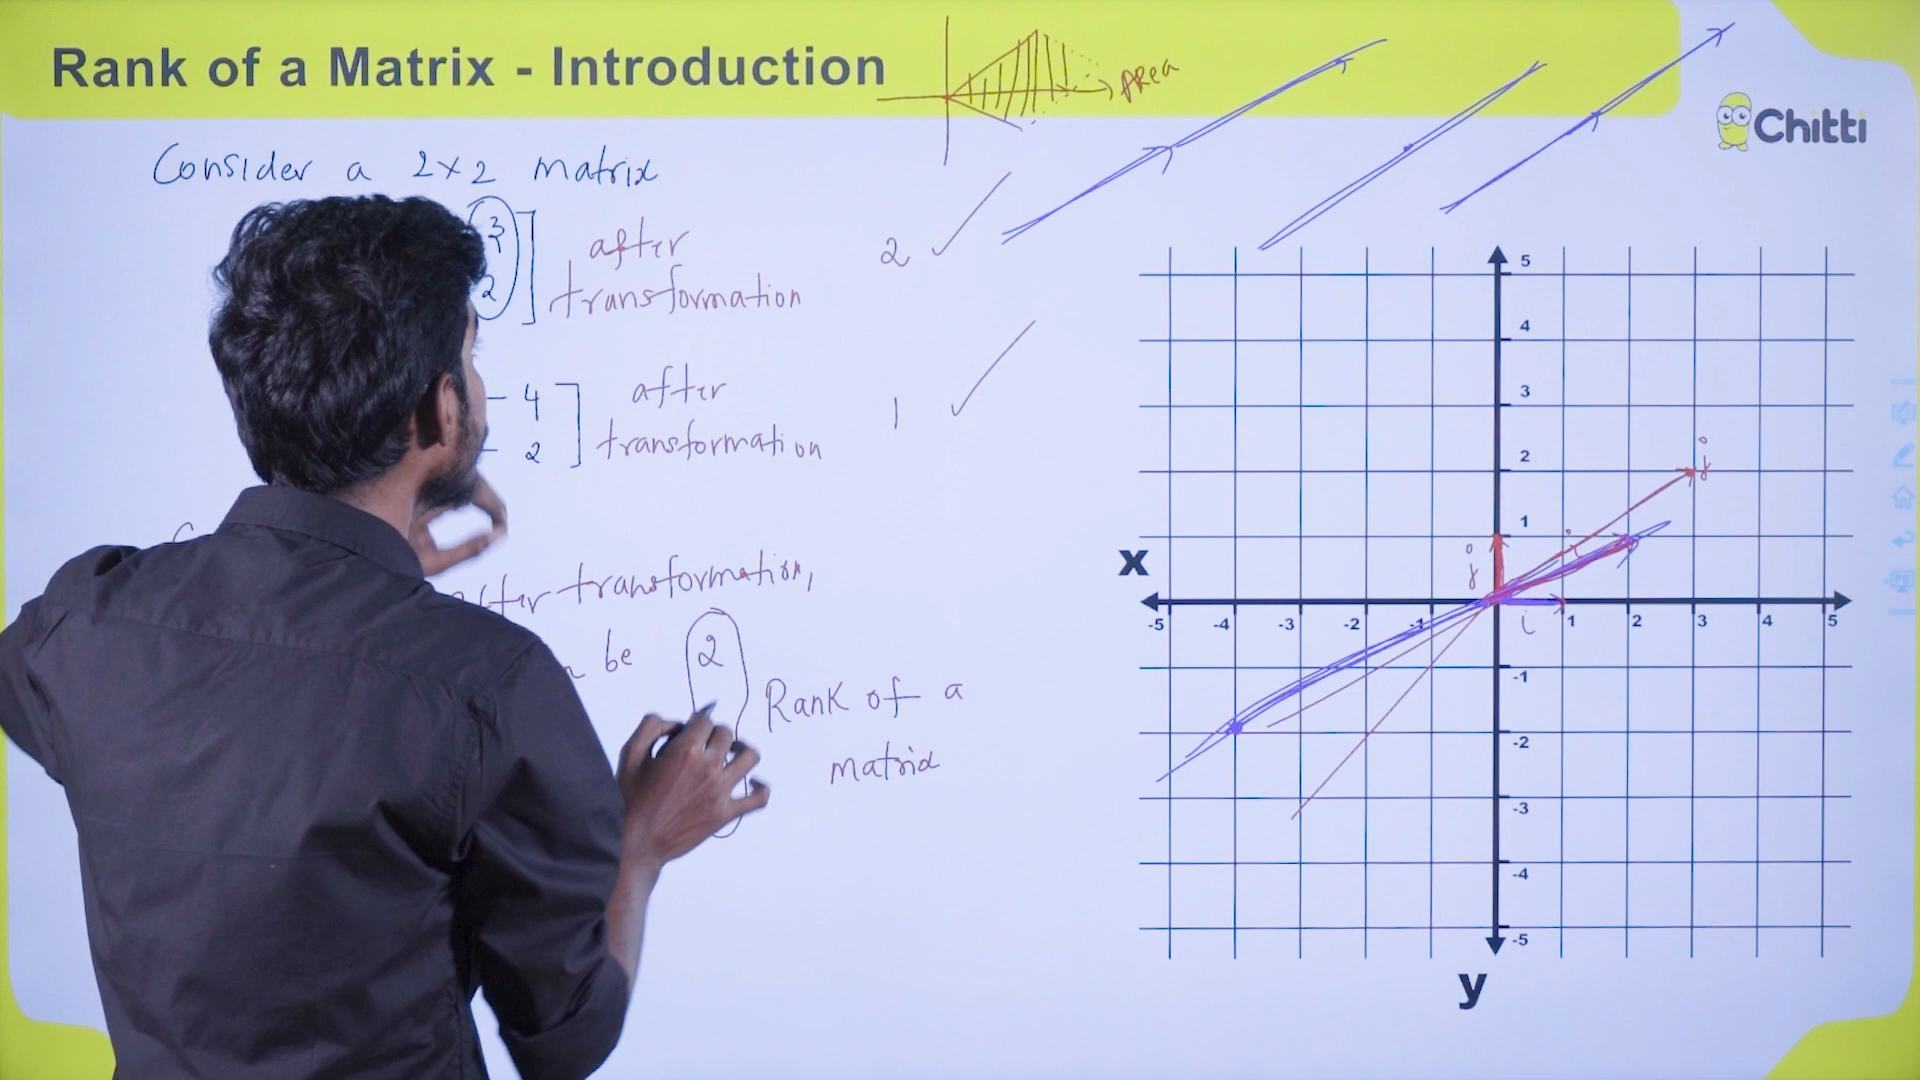 Rank of a Matrix - Introduction
AREA
Chitti
Consider a 2x2 matrix
3
2
after
transformation
2
- 4
- 2
after
transformation
1
after transformation,
be
2
Rank of a
matrix
5
4
3
2
1
j
i
j
i
x
-5 -4 -3 -2 -1 1 2 3 4 5
-1
-2
-3
-4
-5
y